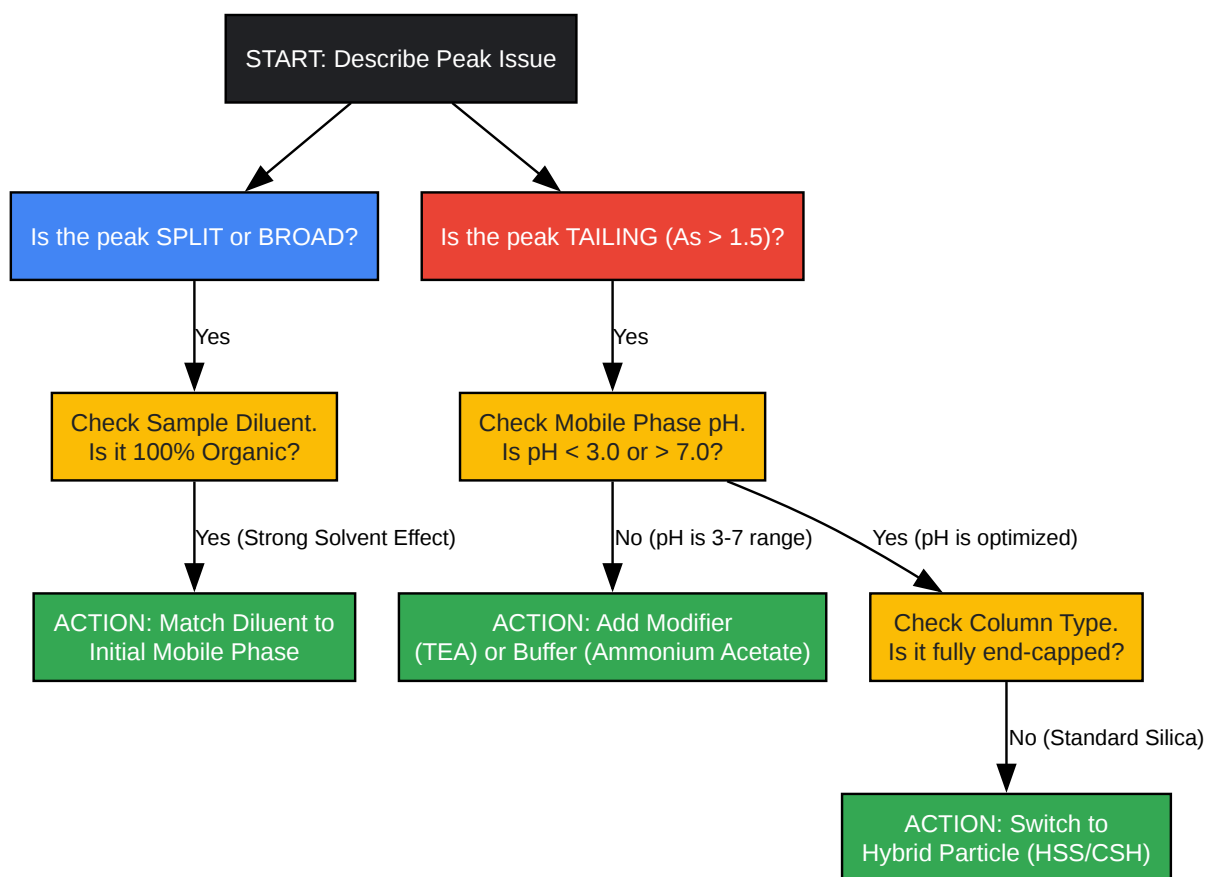 START: Describe Peak Issue
Is the peak SPLIT or BROAD?
Is the peak TAILING (As > 1.5)?
Yes
Yes
Check Sample Diluent.
Is it 100% Organic?
Check Mobile Phase pH.
Is pH < 3.0 or > 7.0?
Yes (Strong Solvent Effect)
No (pH is 3-7 range)
Yes (pH is optimized)
ACTION: Match Diluent to
Initial Mobile Phase
ACTION: Add Modifier
(TEA) or Buffer (Ammonium Acetate)
Check Column Type.
Is it fully end-capped?
No (Standard Silica)
ACTION: Switch to
Hybrid Particle (HSS/CSH)